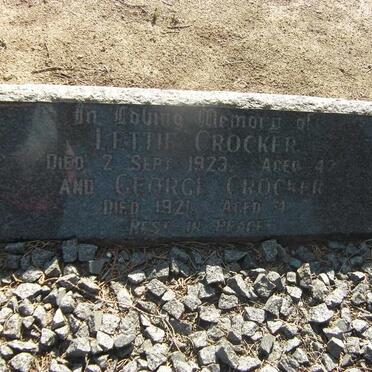 In Loving Memory of
LETTIE CROCKER
DIED 2 SEPT. 1923. AGED
AND GEORGE CROCKER
DIED 1921 AGED
REST IN PEACE